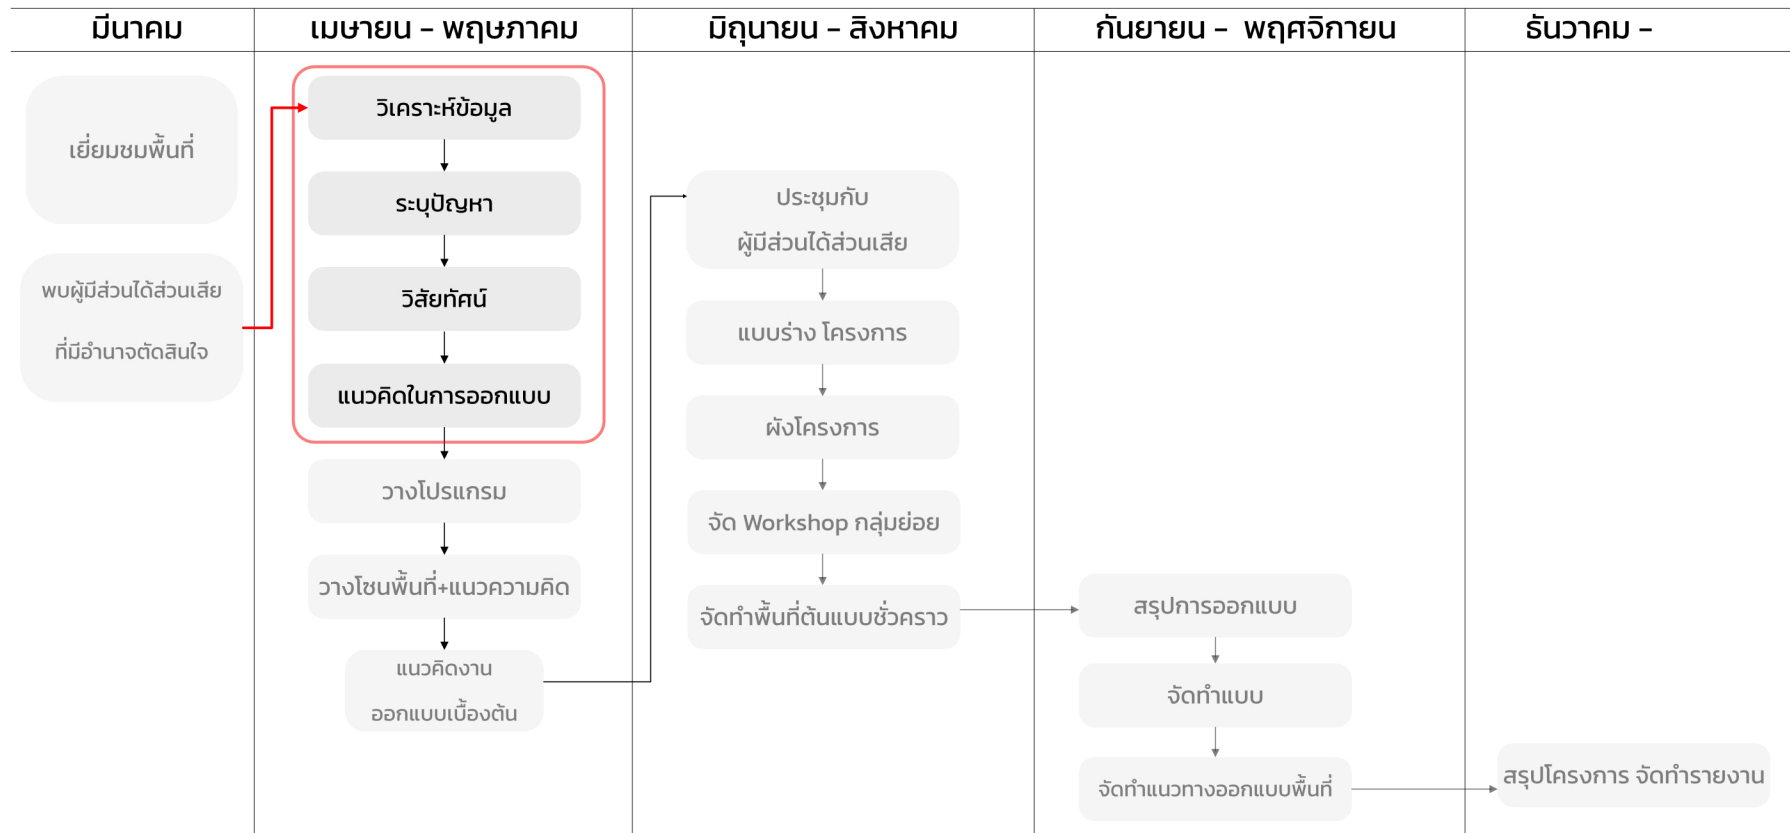 มีนาคม
เมษายน - พฤษภาคม
มิถุนายน - สิงหาคม
กันยายน -  พฤศจิกายน
ธันวาคม -
เยี่ยมชมพื้นที่
พบผู้มีส่วนได้ส่วนเสีย
ที่มีอำนาจตัดสินใจ
วิเคราะห์ข้อมูล
ระบุปัญหา
วิสัยทัศน์
แนวคิดในการออกแบบ
วางโปรแกรม
วางโซนพื้นที่+แนวความคิด
แนวคิดงาน
ออกแบบเบื้องต้น
ประชุมกับ
ผู้มีส่วนได้ส่วนเสีย
แบบร่าง โครงการ
ผังโครงการ
จัด Workshop กลุ่มย่อย
จัดทำพื้นที่ต้นแบบชั่วคราว
สรุปการออกแบบ
จัดทำแบบ
จัดทำแนวทางออกแบบพื้นที่
สรุปโครงการ จัดทำรายงาน